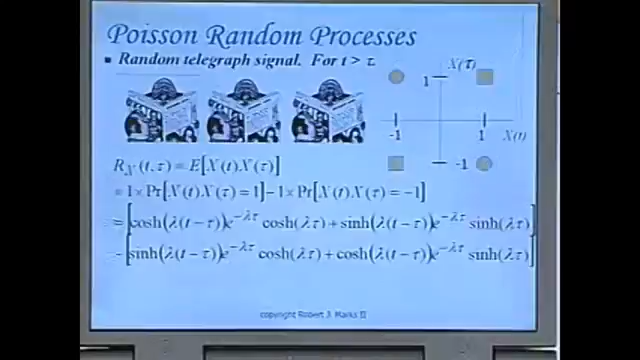 Poisson Random Processes
▪ Random telegraph signal. For t > τ.
X(τ)
1
-1 1 X(t)
-1
R_X(t,τ) = E[X(t)X(τ)]
= 1×Pr[X(t)X(τ) = 1] - 1×Pr[X(t)X(τ) = -1]
= [cosh(λ(t-τ))e^{-λτ} cosh(λτ) + sinh(λ(t-τ))e^{-λτ} sinh(λτ)]
- [sinh(λ(t-τ))e^{-λτ} cosh(λτ) + cosh(λ(t-τ))e^{-λτ} sinh(λτ)]
copyright Robert J. Marks II